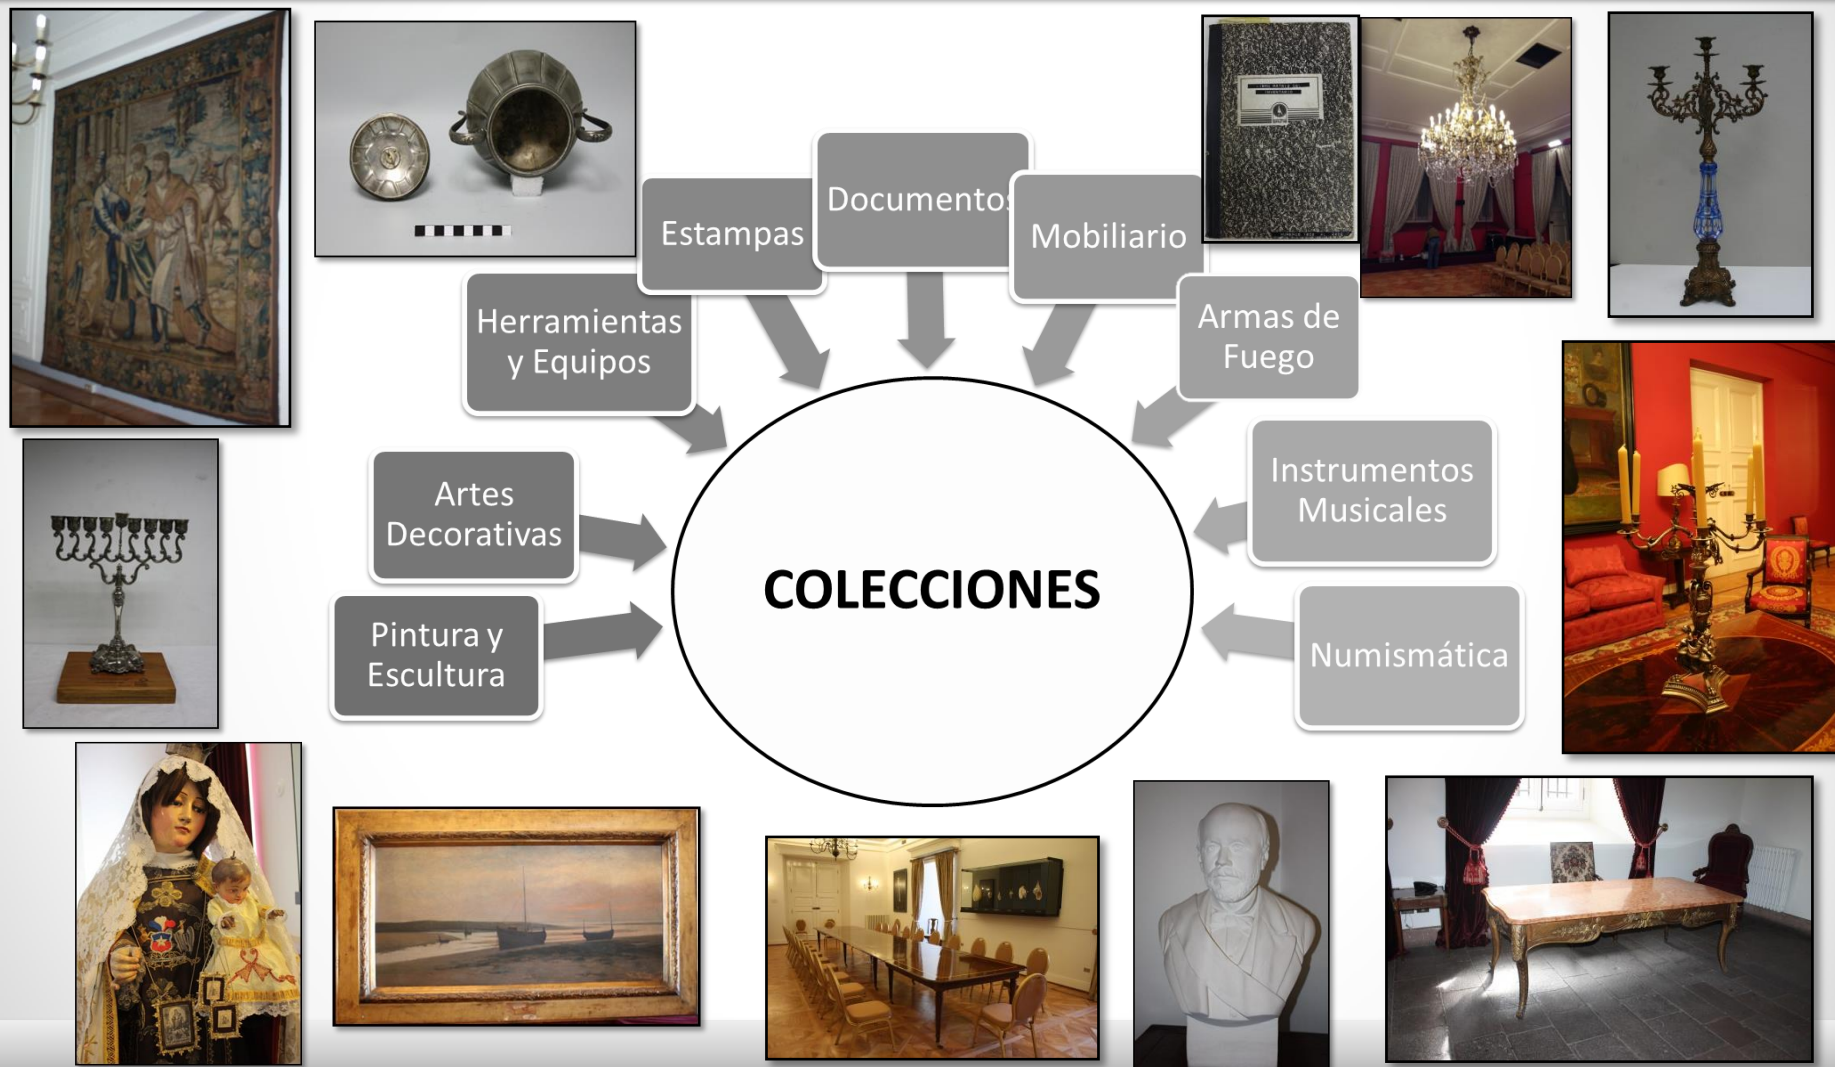 Documentos
Estampas
Mobiliario
Herramientas
y Equipos
Armas de
Fuego
Artes
Decorativas
Instrumentos
Musicales
COLECCIONES
Pintura y
Escultura
Numismática